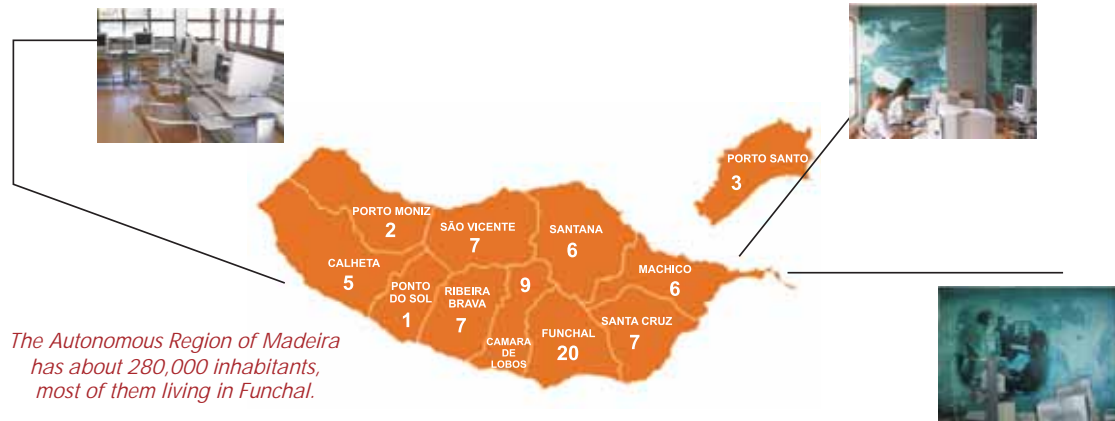 PORTO SANTO
3
PORTO MONIZ
2
SÃO VICENTE
7
SANTANA
6
CALHETA
5
PONTO
DO SOL
1
RIBEIRA
BRAVA
7
9
CAMARA
DE
LOBOS
FUNCHAL
20
MACHICO
6
SANTA CRUZ
7
The Autonomous Region of Madeira
has about 280,000 inhabitants,
most of them living in Funchal.